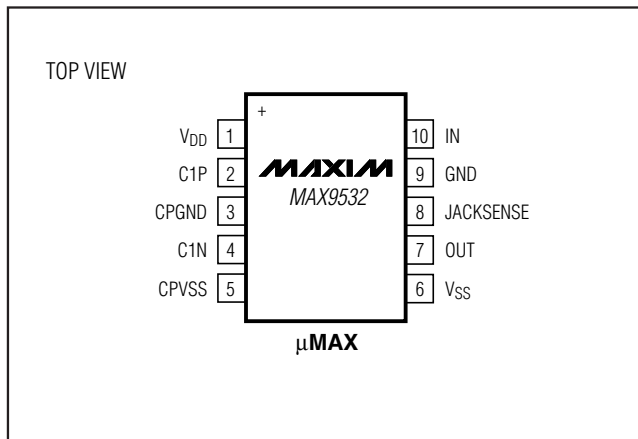 TOP VIEW
+
VDD 1
C1P 2
CPGND 3
C1N 4
CPVSS 5
MAXIM
MAX9532
10 IN
9 GND
8 JACKSENSE
7 OUT
6 VSS
μMAX